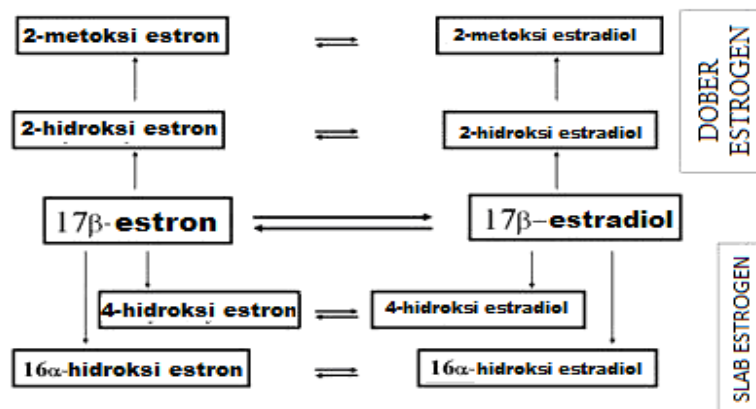 2-metoksi estron
2-metoksi estradiol
2-hidroksi estron
2-hidroksi estradiol
DOBER
ESTROGEN
17β-estron
17β-estradiol
4-hidroksi estron
4-hidroksi estradiol
16α-hidroksi estron
16α-hidroksi estradiol
SLAB ESTROGEN